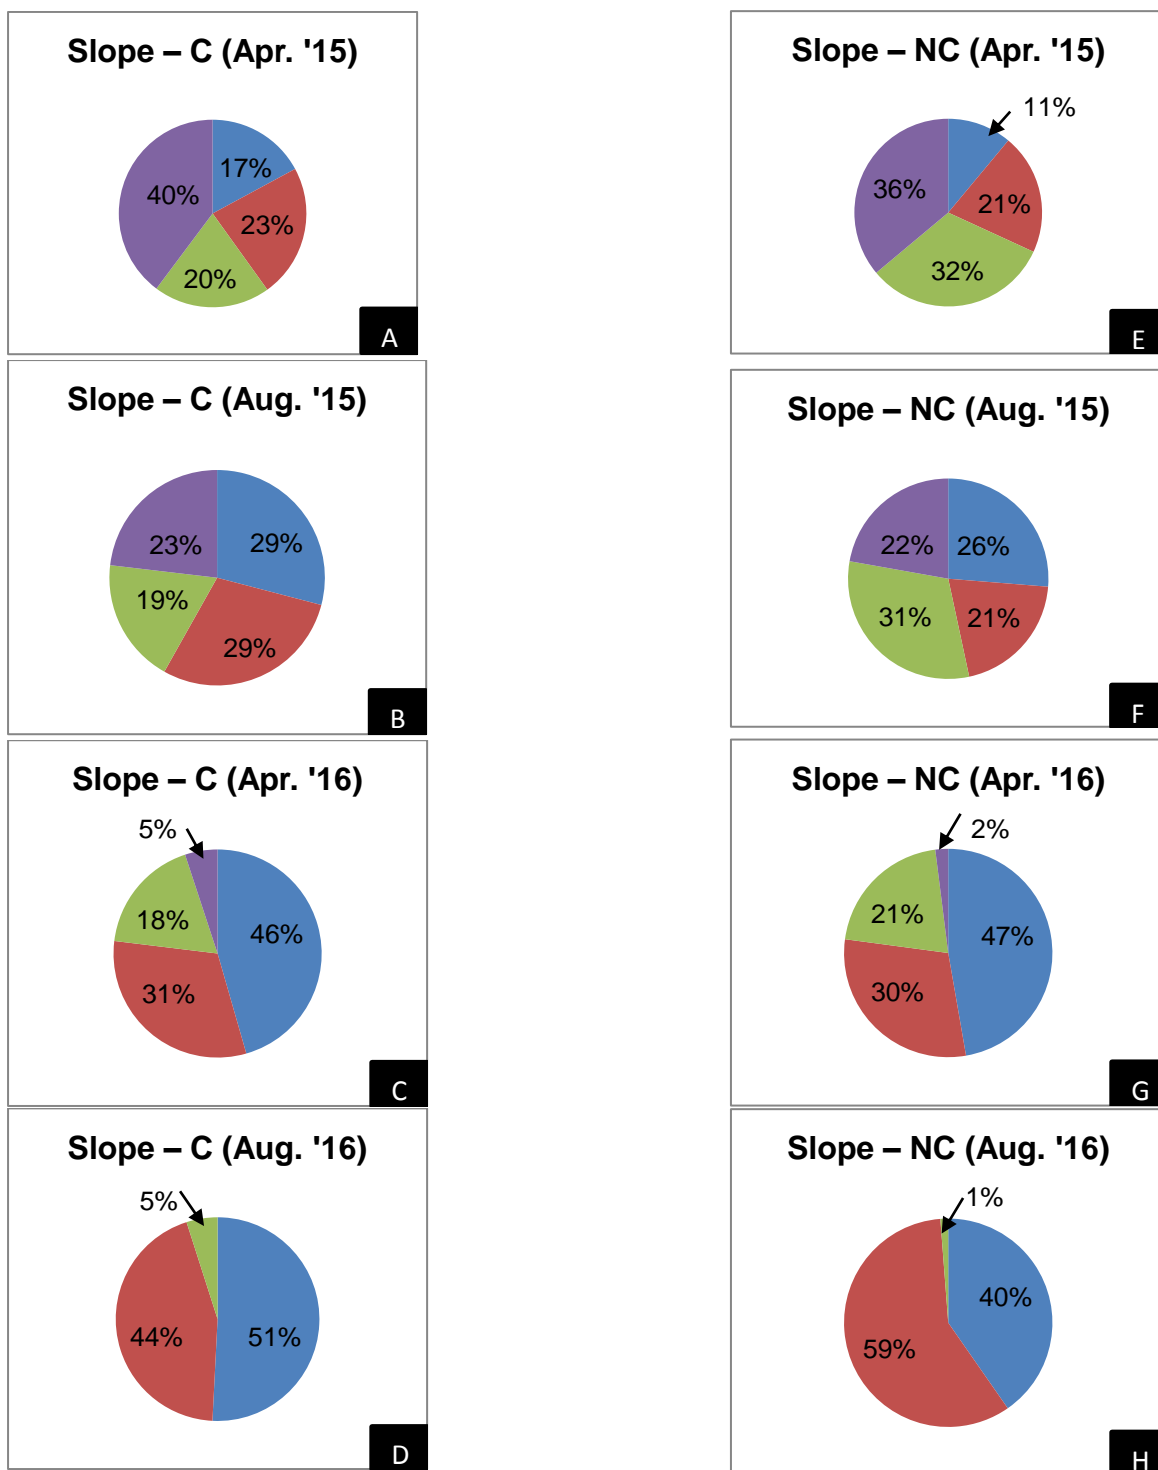 Slope – C (Apr. '15)
17%
40%
23%
20%
A
Slope – NC (Apr. '15)
11%
36%
21%
32%
E
Slope – C (Aug. '15)
29%
23%
19%
29%
B
Slope – NC (Aug. '15)
22%
26%
31%
21%
F
Slope – C (Apr. '16)
5%
18%
46%
31%
C
Slope – NC (Apr. '16)
2%
21%
47%
30%
G
Slope – C (Aug. '16)
5%
44%
51%
D
Slope – NC (Aug. '16)
1%
40%
59%
H